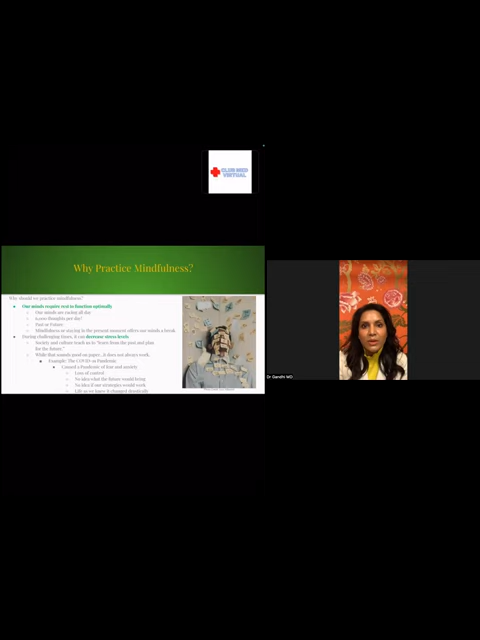 CLUB MED
VIRTUAL
Why Practice Mindfulness?
Why should we practice mindfulness?
Our minds require rest to function optimally
Our minds are racing all day
Past or Future
Mindfulness or staying in the present moment offers our minds a break
During challenging times, it can decrease stress levels
Society and culture teach us to "learn from the past and plan
for the future."
While that sounds good on paper, it does not always work.
Example: The COVID 19 Pandemic
Caused a Pandemic of fear and anxiety
Loss of control
No idea what the future would bring
No idea if our strategies would work
Life as we knew it changed drastically
Dr Gandhi MD